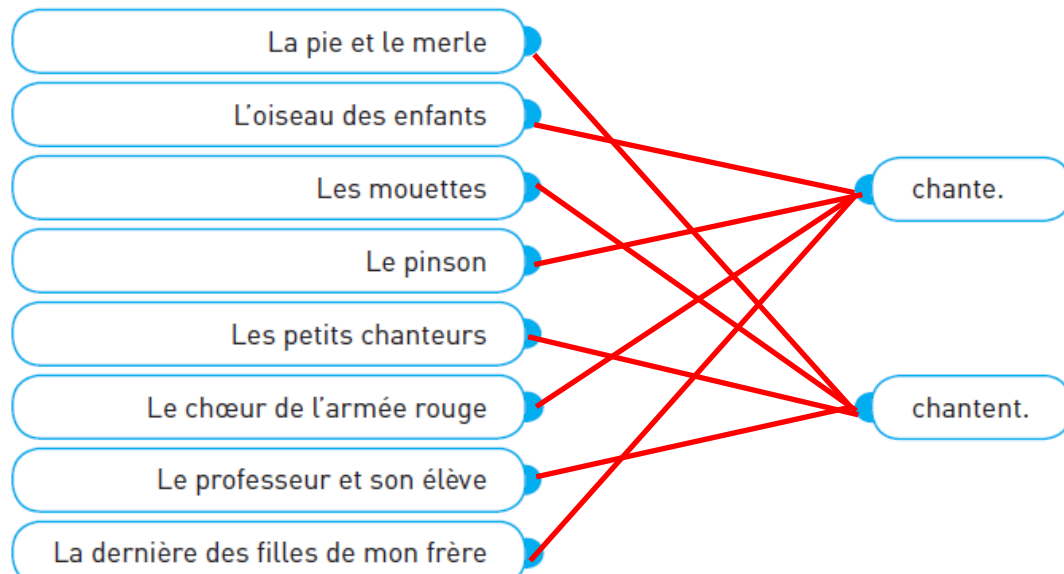 La pie et le merle
L'oiseau des enfants
Les mouettes
Le pinson
Les petits chanteurs
Le chœur de l'armée rouge
Le professeur et son élève
La dernière des filles de mon frère
chante.
chantent.